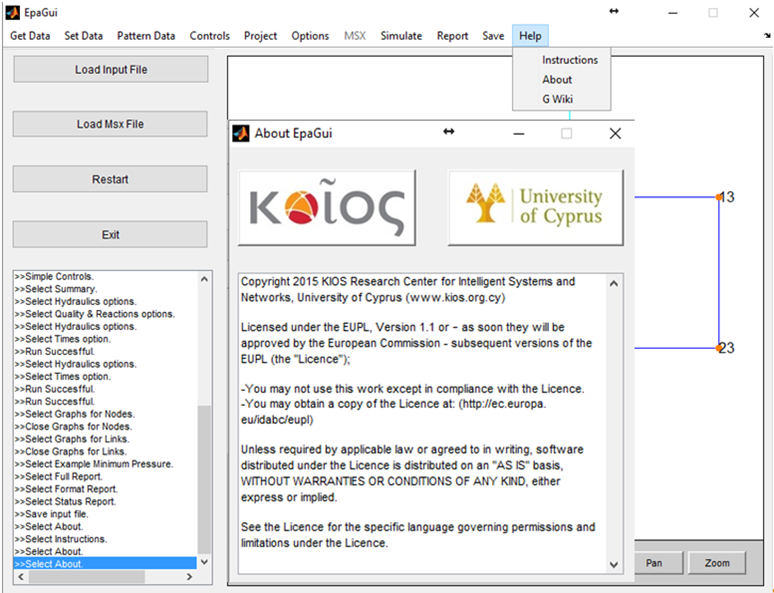 EpaGui
Get Data Set Data Pattern Data Controls Project Options MSX Simulate Report Save Help
Load Input File
Load Msx File
Restart
Exit
Instructions
About
G Wiki
>>Simple Controls.
>>Select Summary.
>>Select Hydraulics options.
>>Select Quality & Reactions options.
>>Select Hydraulics options.
>>Select Times option.
>>Run Succesfful.
>>Select Hydraulics options.
>>Select Times option.
>>Run Succesfful.
>>Run Succesfful.
>>Select Graphs for Nodes.
>>Close Graphs for Nodes.
>>Select Graphs for Links.
>>Close Graphs for Links.
>>Select Example Minimum Pressure.
>>Select Full Report.
>>Select Format Report.
>>Select Status Report.
>>Save input file.
>>Select About.
>>Select Instructions.
>>Select About.
>>Select About.
About EpaGui
κοῖος
University
of Cyprus
Copyright 2015 KIOS Research Center for Intelligent Systems and
Networks, University of Cyprus (www.kios.org.cy)
Licensed under the EUPL, Version 1.1 or – as soon they will be
approved by the European Commission - subsequent versions of the
EUPL (the "Licence");
-You may not use this work except in compliance with the Licence.
-You may obtain a copy of the Licence at: (http://ec.europa.
eu/idabc/eupl)
Unless required by applicable law or agreed to in writing, software
distributed under the Licence is distributed on an "AS IS" basis,
WITHOUT WARRANTIES OR CONDITIONS OF ANY KIND, either
express or implied.
See the Licence for the specific language governing permissions and
limitations under the Licence.
13
23
Pan
Zoom